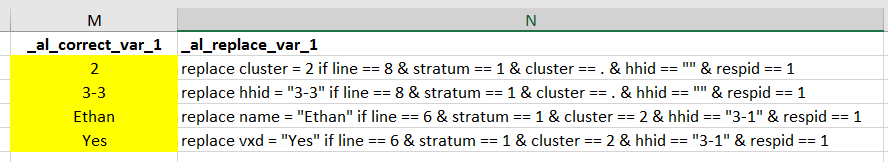 M N
_al_correct_var_1 _al_replace_var_1
2 replace cluster = 2 if line == 8 & stratum == 1 & cluster == . & hhid == "" & respid == 1
3-3 replace hhid = "3-3" if line == 8 & stratum == 1 & cluster == . & hhid == "" & respid == 1
Ethan replace name = "Ethan" if line == 6 & stratum == 1 & cluster == 2 & hhid == "3-1" & respid == 1
Yes replace vxd = "Yes" if line == 6 & stratum == 1 & cluster == 2 & hhid == "3-1" & respid == 1